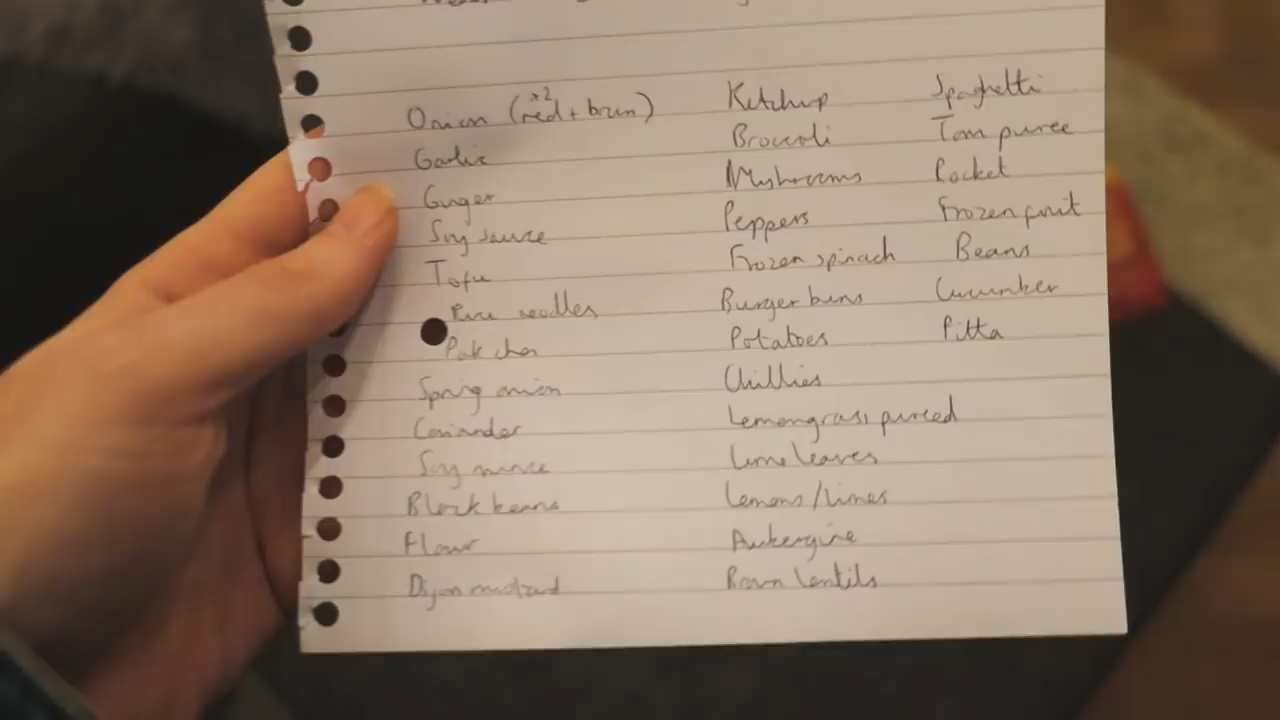 Onion (red + brown)
x2
Garlic
Ginger
Soy sauce
Tofu
Rice noodles
Pak choi
Spring onion
Coriander
Soy mince
Black beans
Flour
Dijon mustard
Ketchup
Broccoli
Mushrooms
Peppers
Frozen spinach
Burger buns
Potatoes
Chillies
Lemongrass pureed
Lime leaves
Lemons/limes
Aubergine
Brown lentils
Spaghetti
Tom puree
Rocket
Frozen fruit
Beans
Cucumber
Pitta